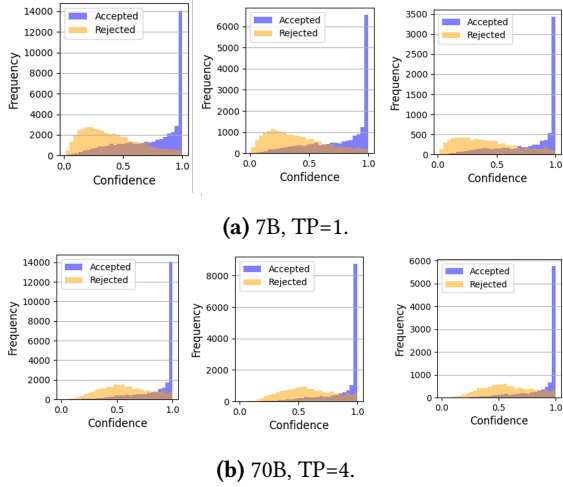 14000
12000
10000
8000
6000
4000
2000
0
Frequency
Accepted
Rejected
0.0 0.5 1.0
Confidence
6000
5000
4000
3000
2000
1000
0
Frequency
Accepted
Rejected
0.0 0.5 1.0
Confidence
3500
3000
2500
2000
1500
1000
500
0
Frequency
Accepted
Rejected
0.0 0.5 1.0
Confidence
(a) 7B, TP=1.
14000
12000
10000
8000
6000
4000
2000
0
Frequency
Accepted
Rejected
0.0 0.5 1.0
Confidence
8000
6000
4000
2000
0
Frequency
Accepted
Rejected
0.0 0.5 1.0
Confidence
6000
5000
4000
3000
2000
1000
0
Frequency
Accepted
Rejected
0.0 0.5 1.0
Confidence
(b) 70B, TP=4.